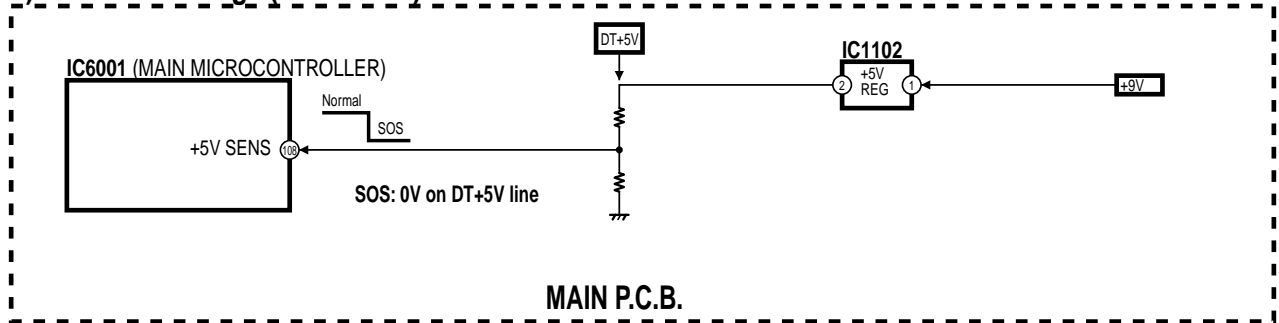 DT+5V
IC1102
IC6001 (MAIN MICROCONTROLLER)
+5V
REG
2
1
+9V
Normal
SOS
+5V SENS
108
SOS: 0V on DT+5V line
MAIN P.C.B.